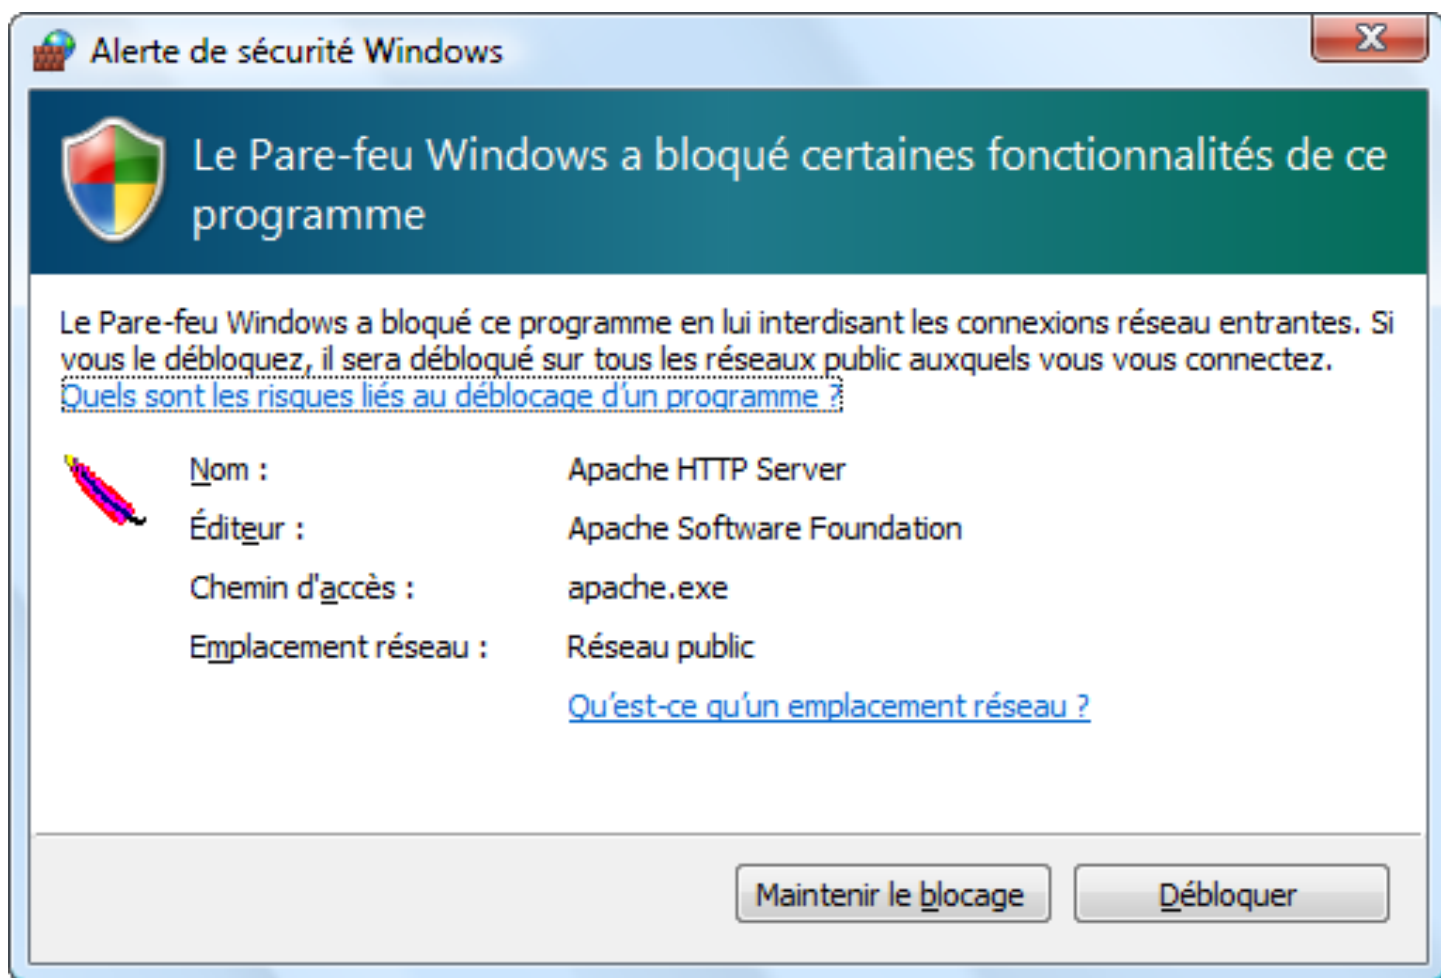 Alerte de sécurité Windows
Le Pare-feu Windows a bloqué certaines fonctionnalités de ce
programme
Le Pare-feu Windows a bloqué ce programme en lui interdisant les connexions réseau entrantes. Si
vous le débloquez, il sera débloqué sur tous les réseaux public auxquels vous vous connectez.
Quels sont les risques liés au déblocage d'un programme ?
Nom : Apache HTTP Server
Éditeur : Apache Software Foundation
Chemin d'accès : apache.exe
Emplacement réseau : Réseau public
Qu'est-ce qu'un emplacement réseau ?
Maintenir le blocage Débloquer